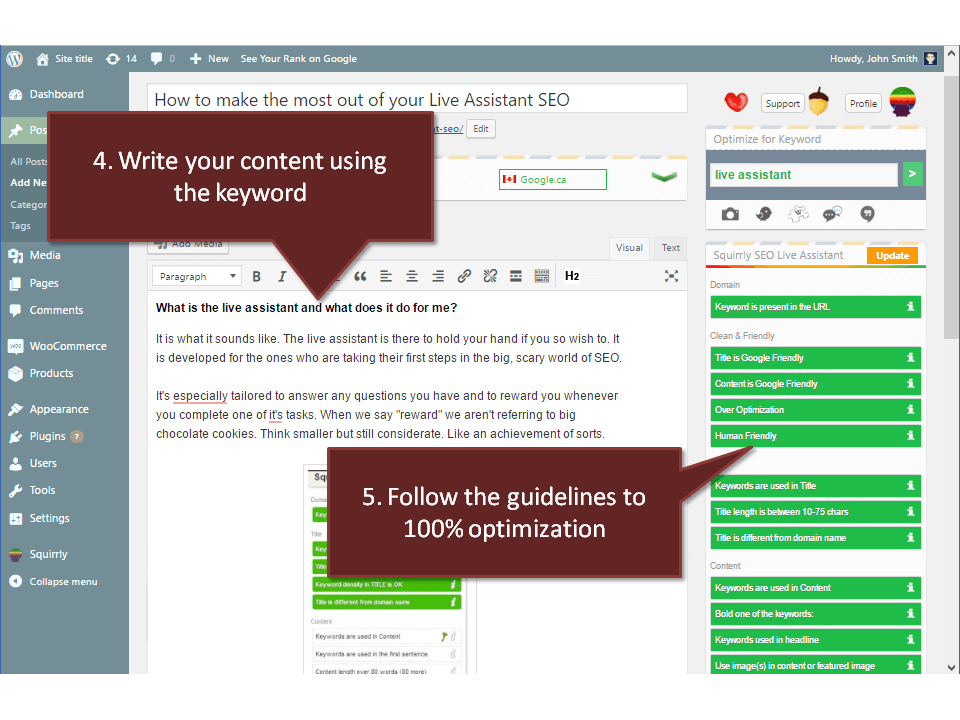 Site title
14
0
New
See Your Rank on Google
Howdy, John Smith
Dashboard
Pos
All Posts
Add Ne
Categor
Tags
Media
Pages
Comments
WooCommerce
Products
Appearance
Plugins 7
Users
Tools
Settings
Squirrly
Collapse menu
How to make the most out of your Live Assistant SEO
nt-seo/ Edit
Google.ca
4. Write your content using
the keyword
Add Media
Visual Text
Paragraph B I H2
What is the live assistant and what does it do for me?
It is what it sounds like. The live assistant is there to hold your hand if you so wish to. It
is developed for the ones who are taking their first steps in the big, scary world of SEO.
It's especially tailored to answer any questions you have and to reward you whenever
you complete one of it's tasks. When we say "reward" we aren't referring to big
chocolate cookies. Think smaller but still considerate. Like an achievement of sorts.
5. Follow the guidelines to
100% optimization
Squ
Doma
Key
Title
Key
Title
Keyword density in TITLE is OK
Title is different from domain name
Content
Keywords are used in Content
Keywords are used in the first sentence
Content length over 80 words (80 more)
Support
Profile
Optimize for Keyword
live assistant >
Squirrly SEO Live Assistant Update
Domain
Keyword is present in the URL
Clean & Friendly
Title is Google Friendly
Content is Google Friendly
Over Optimization
Human Friendly
Keywords are used in Title
Title length is between 10-75 chars
Title is different from domain name
Content
Keywords are used in Content
Bold one of the keywords:
Keywords used in headline
Use image(s) in content or featured image